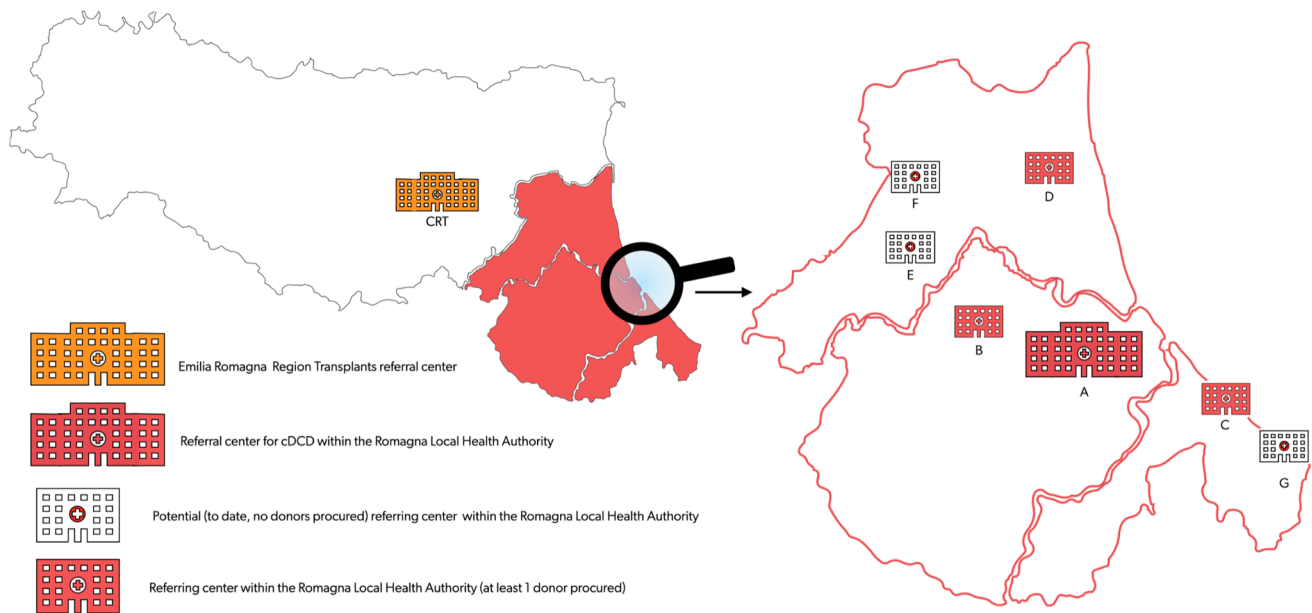 CRT
F
D
E
B
A
C
G
Emilia Romagna Region Transplants referral center
Referral center for cDCD within the Romagna Local Health Authority
Potential (to date, no donors procured) referring center within the Romagna Local Health Authority
Referring center within the Romagna Local Health Authority (at least 1 donor procured)